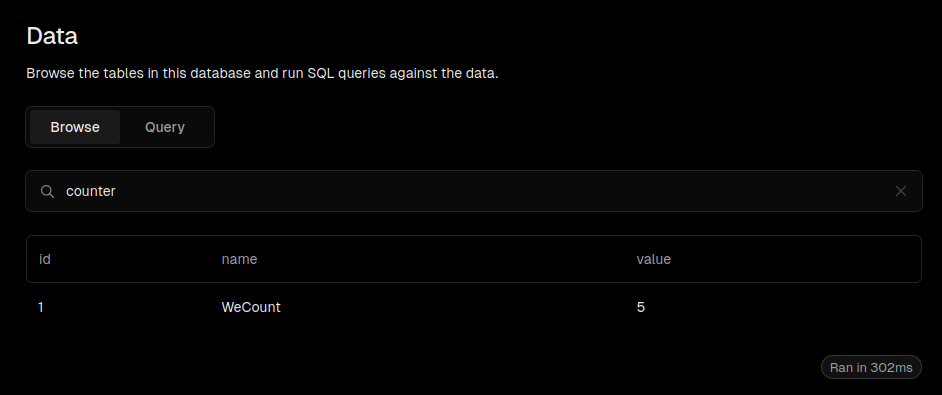 Data
Browse the tables in this database and run SQL queries against the data.
Browse Query
counter
id name value
1 WeCount 5
Ran in 302ms